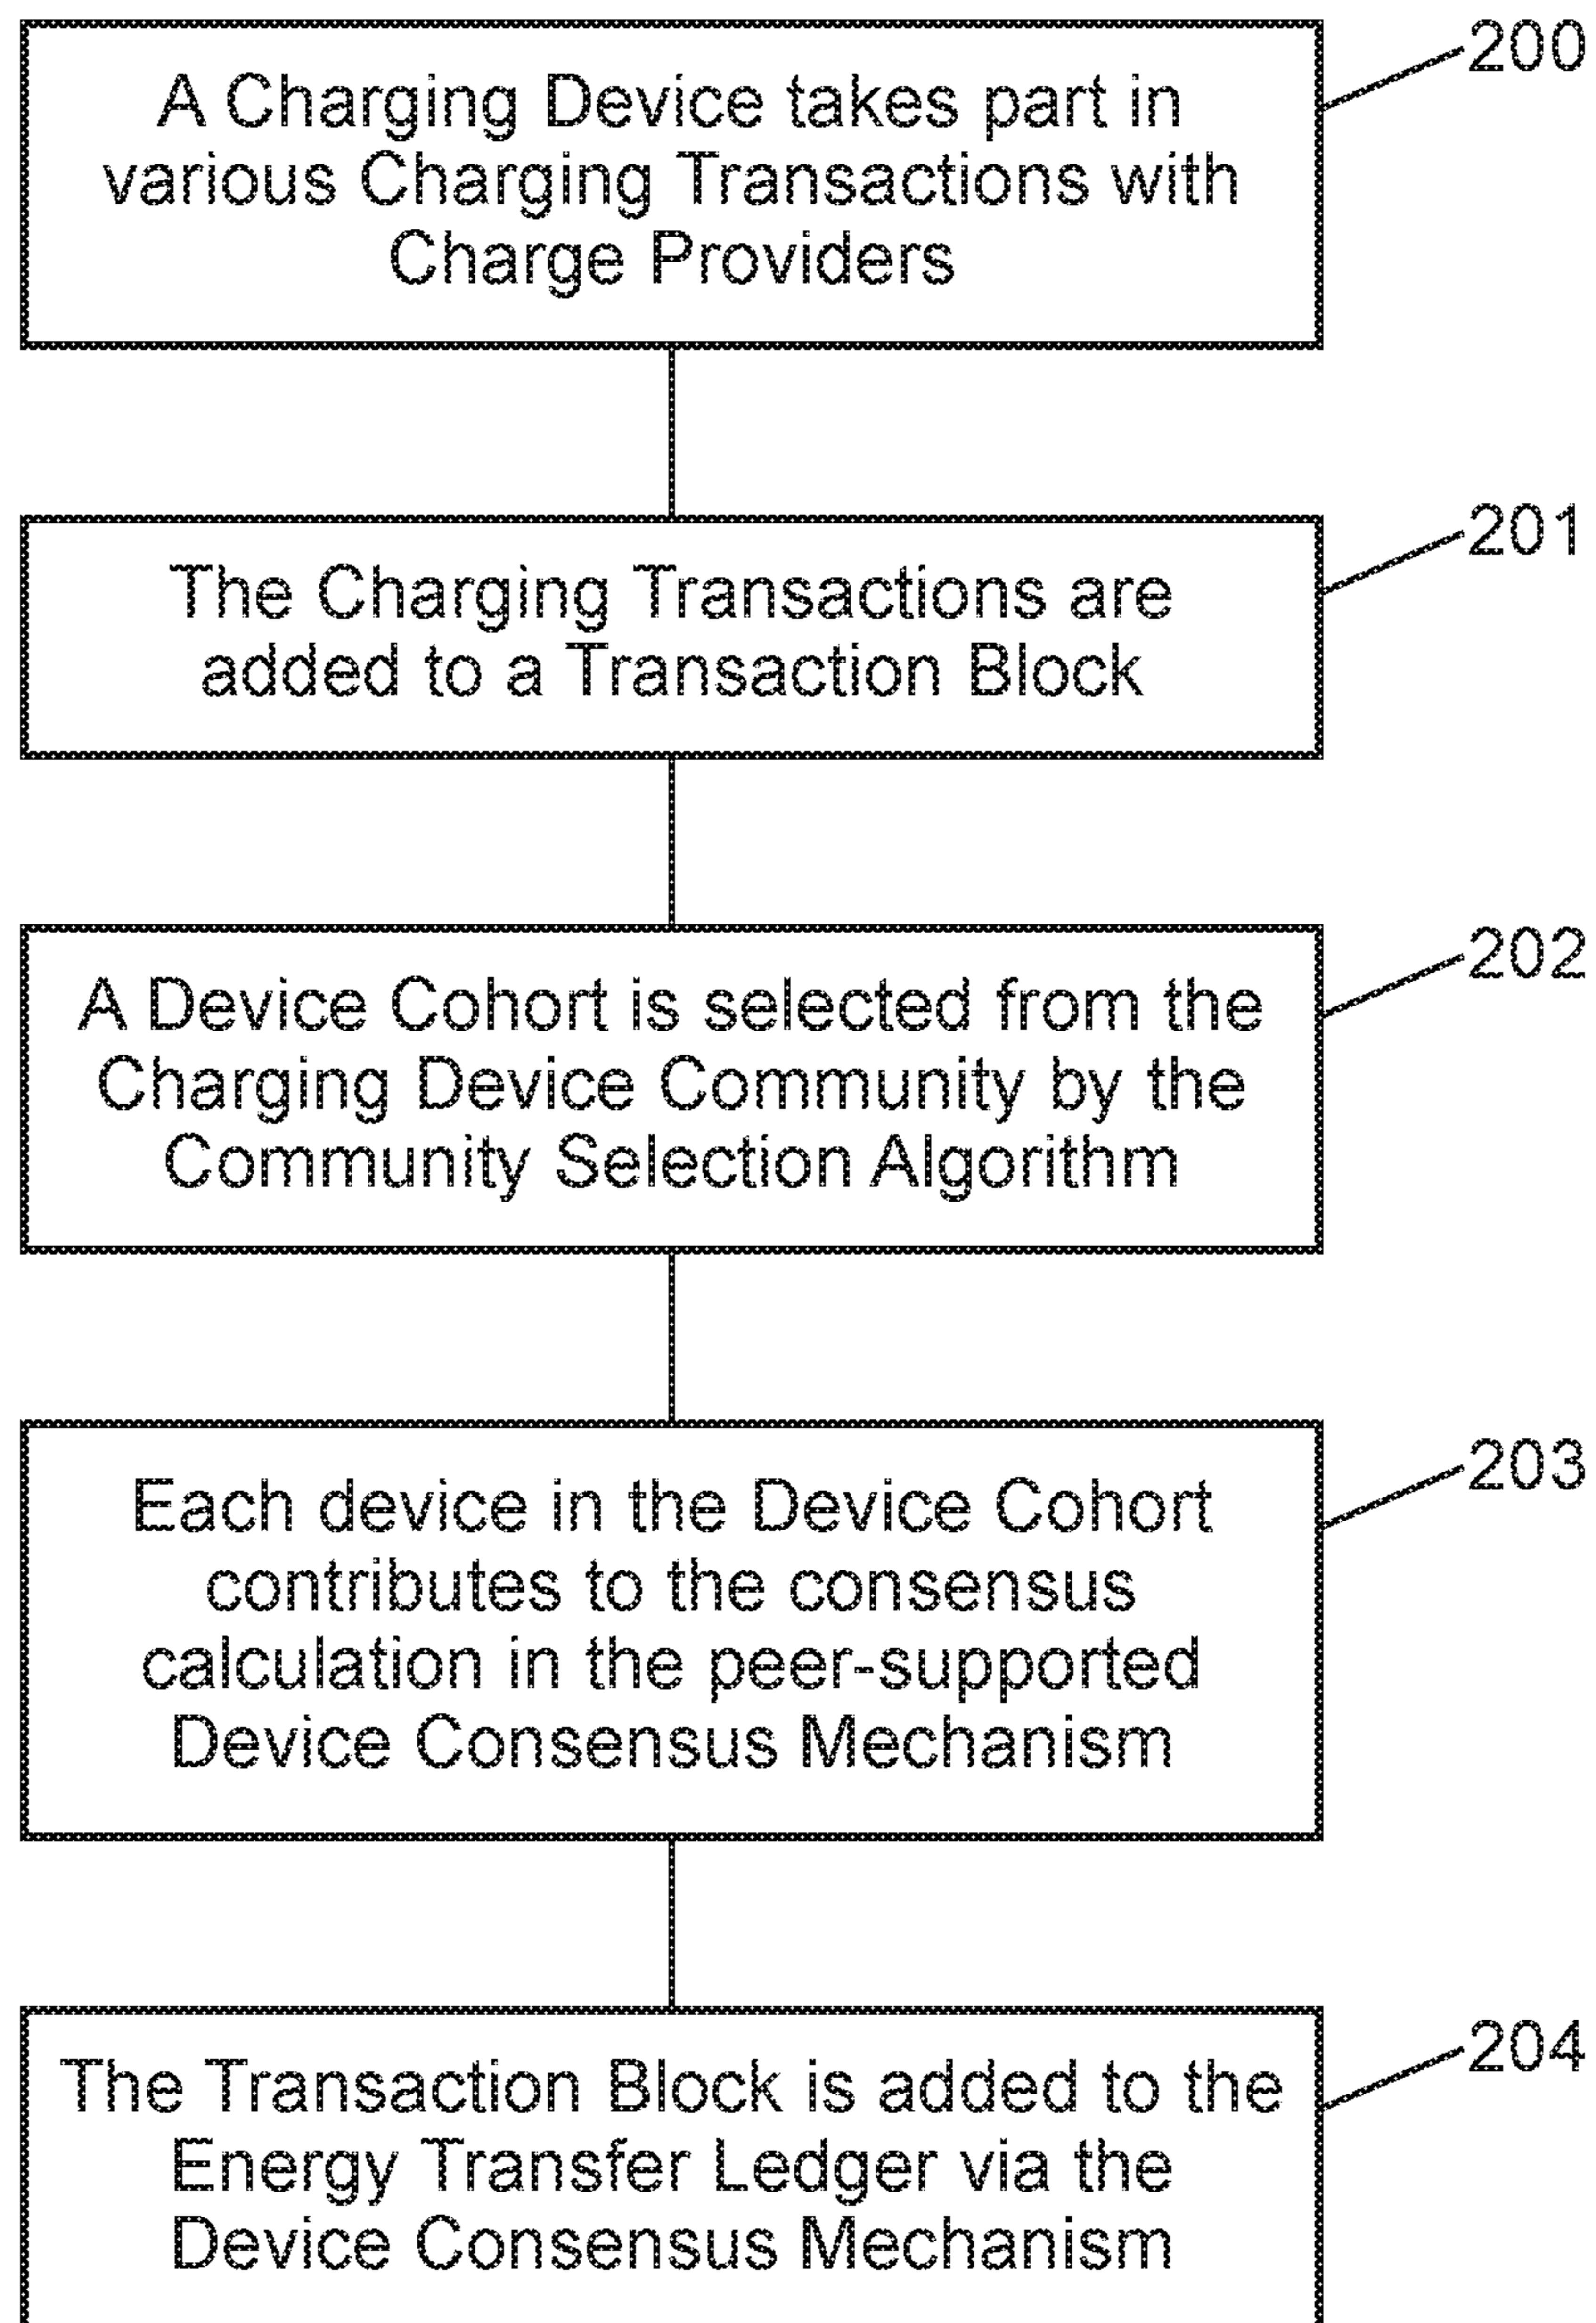 200
A Charging Device takes part in
various Charging Transactions with
Charge Providers
201
The Charging Transactions are
added to a Transaction Block
202
A Device Cohort is selected from the
Charging Device Community by the
Community Selection Algorithm
203
Each device in the Device Cohort
contributes to the consensus
calculation in the peer-supported
Device Consensus Mechanism
204
The Transaction Block is added to the
Energy Transfer Ledger via the
Device Consensus Mechanism